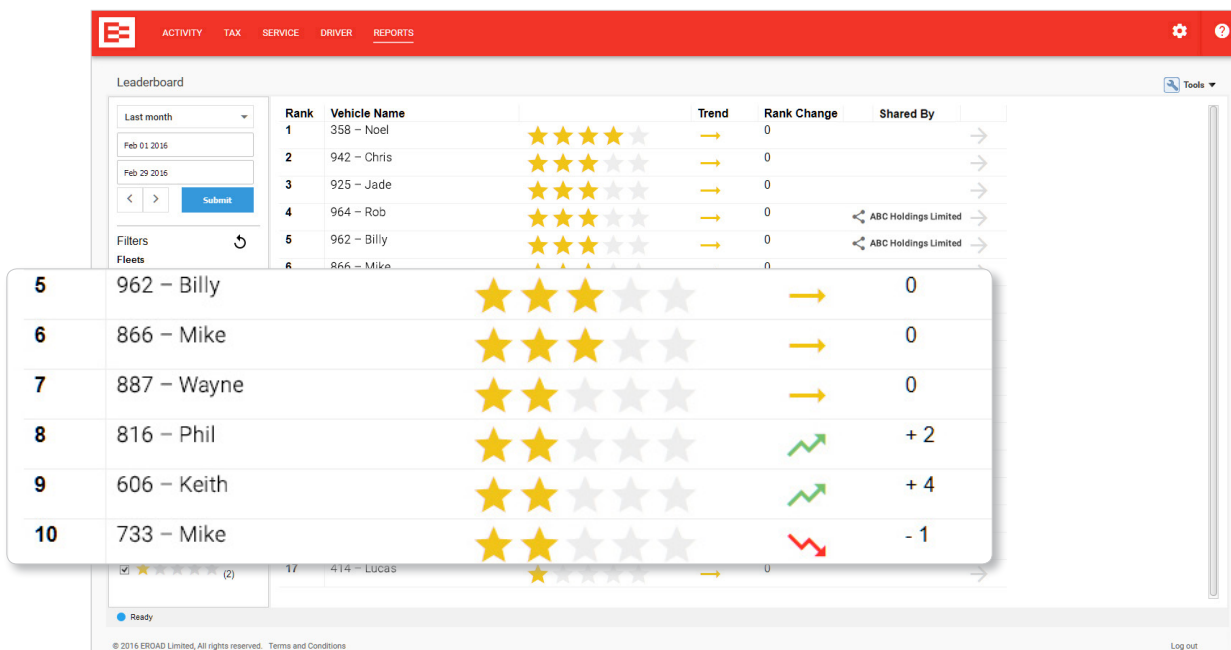 ACTIVITY TAX SERVICE DRIVER REPORTS
Leaderboard
Tools
Last month
Feb 01 2016
Feb 29 2016
Submit
Filters
Fleets
Rank Vehicle Name Trend Rank Change Shared By
1 358 – Noel 0
2 942 – Chris 0
3 925 – Jade 0
4 964 – Rob 0 ABC Holdings Limited
5 962 – Billy 0 ABC Holdings Limited
6 866 – Mike 0
5 962 – Billy 0
6 866 – Mike 0
7 887 – Wayne 0
8 816 – Phil + 2
9 606 – Keith + 4
10 733 – Mike - 1
(2)
17 414 – Lucas 0
Ready
© 2016 EROAD Limited, All rights reserved. Terms and Conditions
Log out